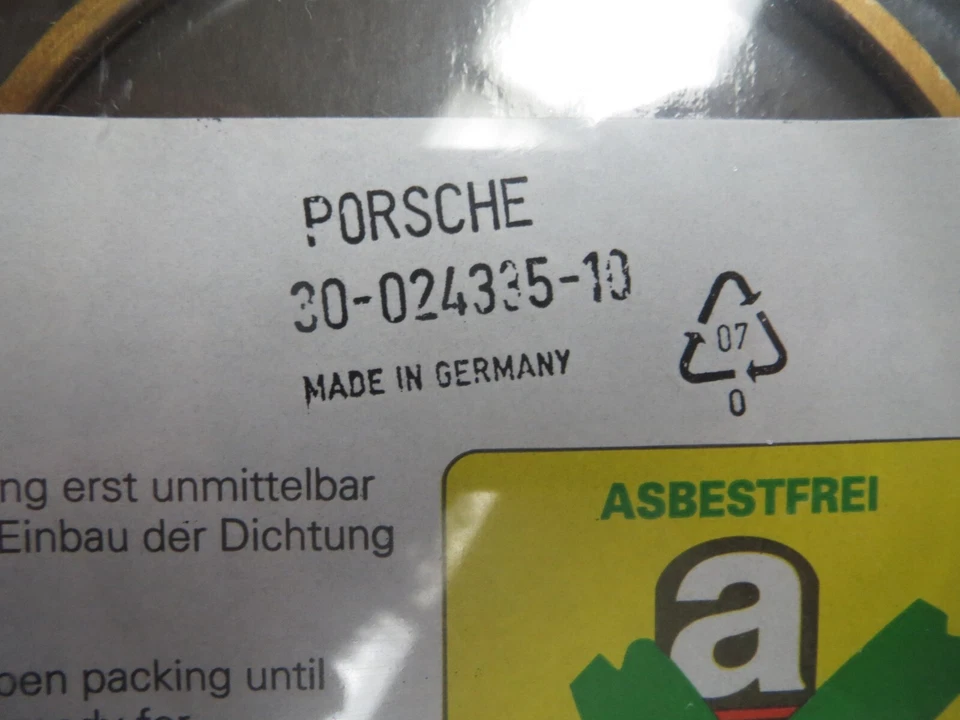 PORSCHE
30-024335-10
MADE IN GERMANY
07
0
ng erst unmittelbar
Einbau der Dichtung
pen packing until
ASBESTFREI
a